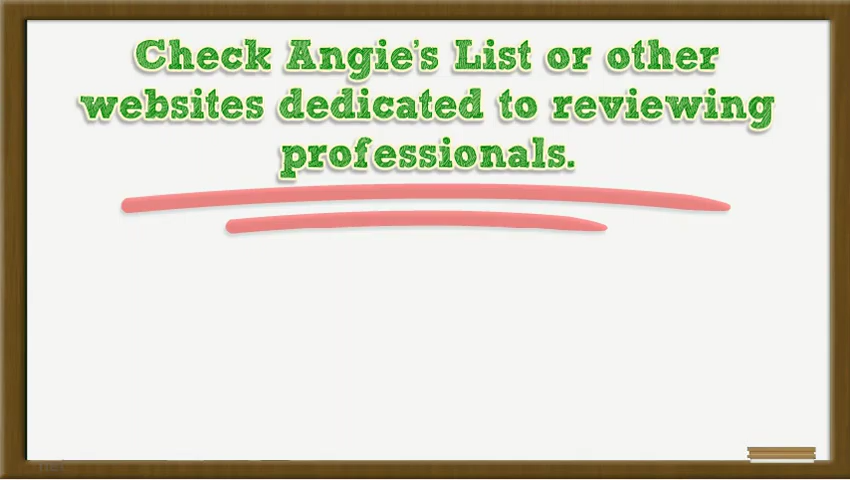 Check Angie's List or other
websites dedicated to reviewing
professionals.